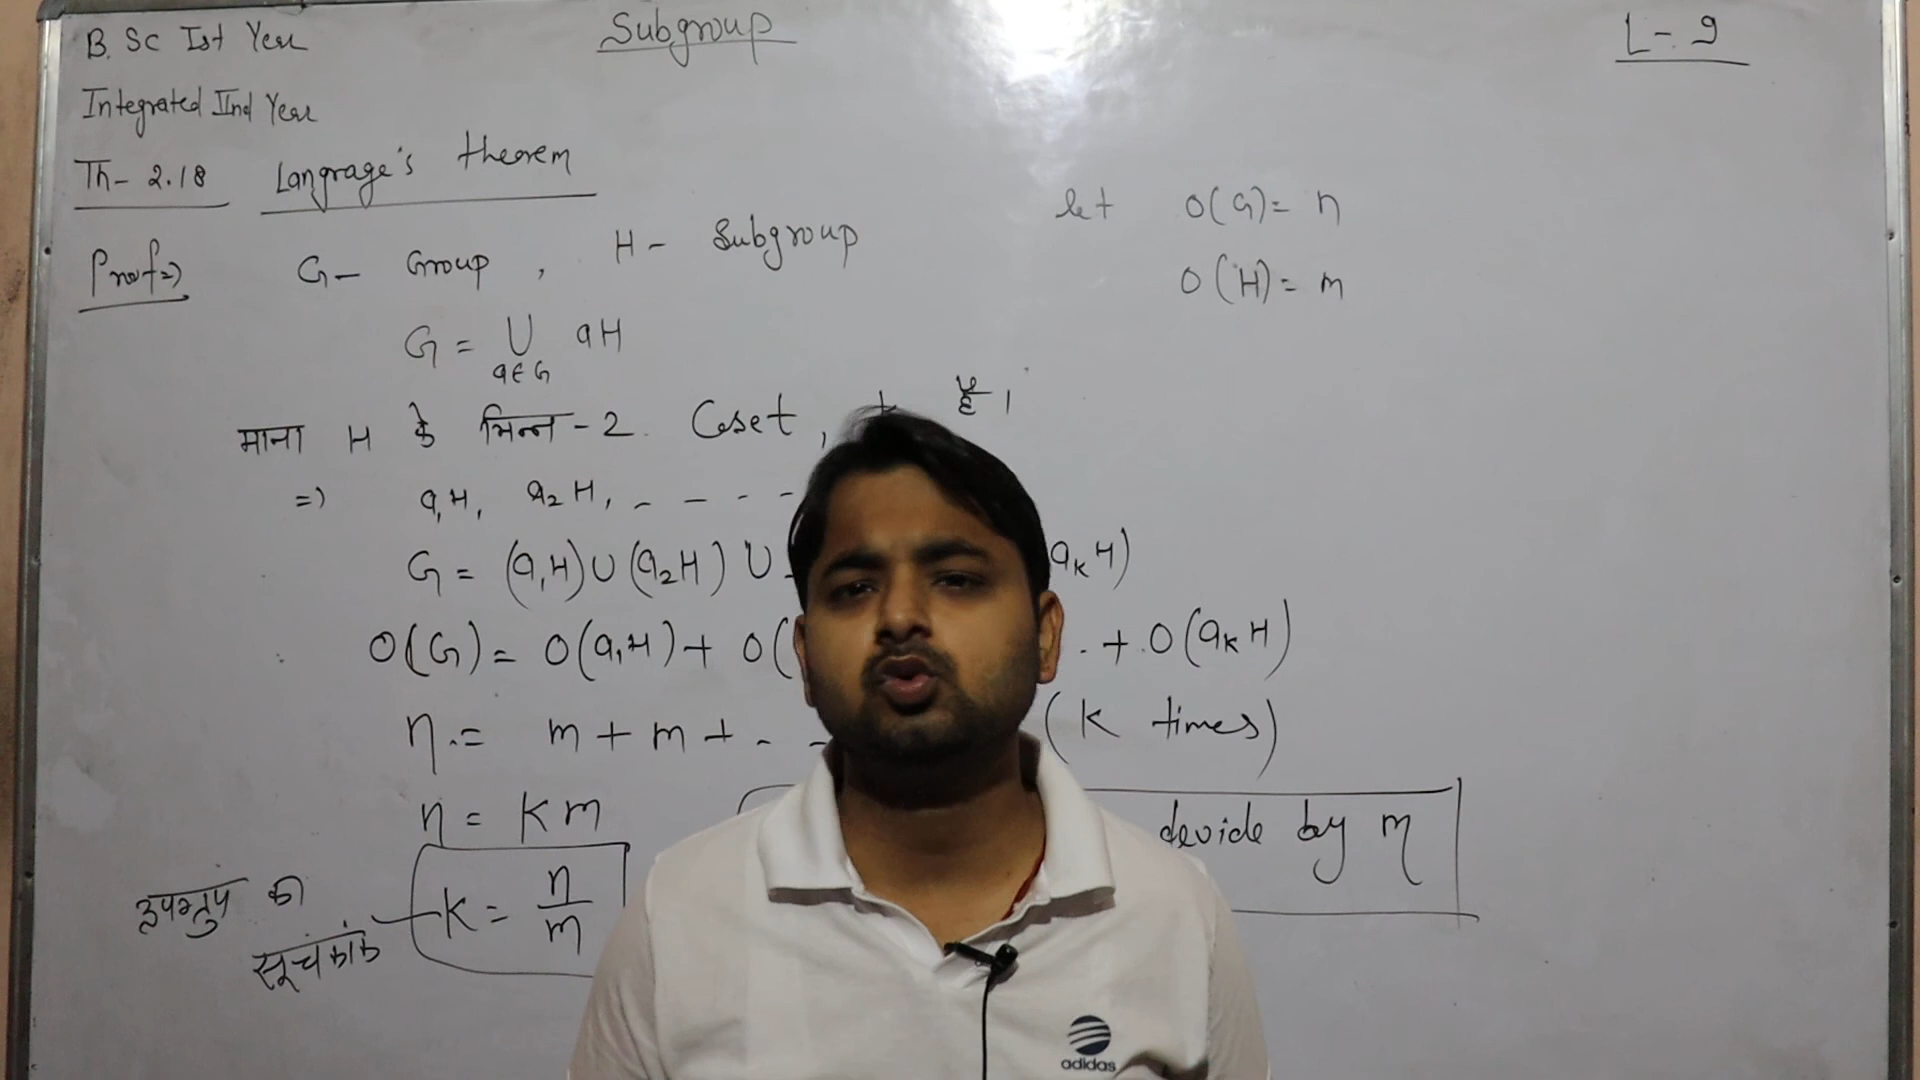 B. Sc Ist Year
Subgroup
L - 9
Integrated IInd Year
Th- 2.18 Langrage's theorem
let O(G)= n
Proof=) G- Group, H- Subgroup
O(H)= m
G = ∪ aH
a∈G
माना H के भिन्न-2. Coset, है।
=) a₁H, a₂H, - - - -
G = (a₁H)∪(a₂H) ∪ - aₖH)
O(G)= O(a₁H)+ O( . + O(aₖH)
n.= m+m+ - - (K times)
n = Km
devide by m
उपग्रुप का
सूचकांक
K = n/m
adidas